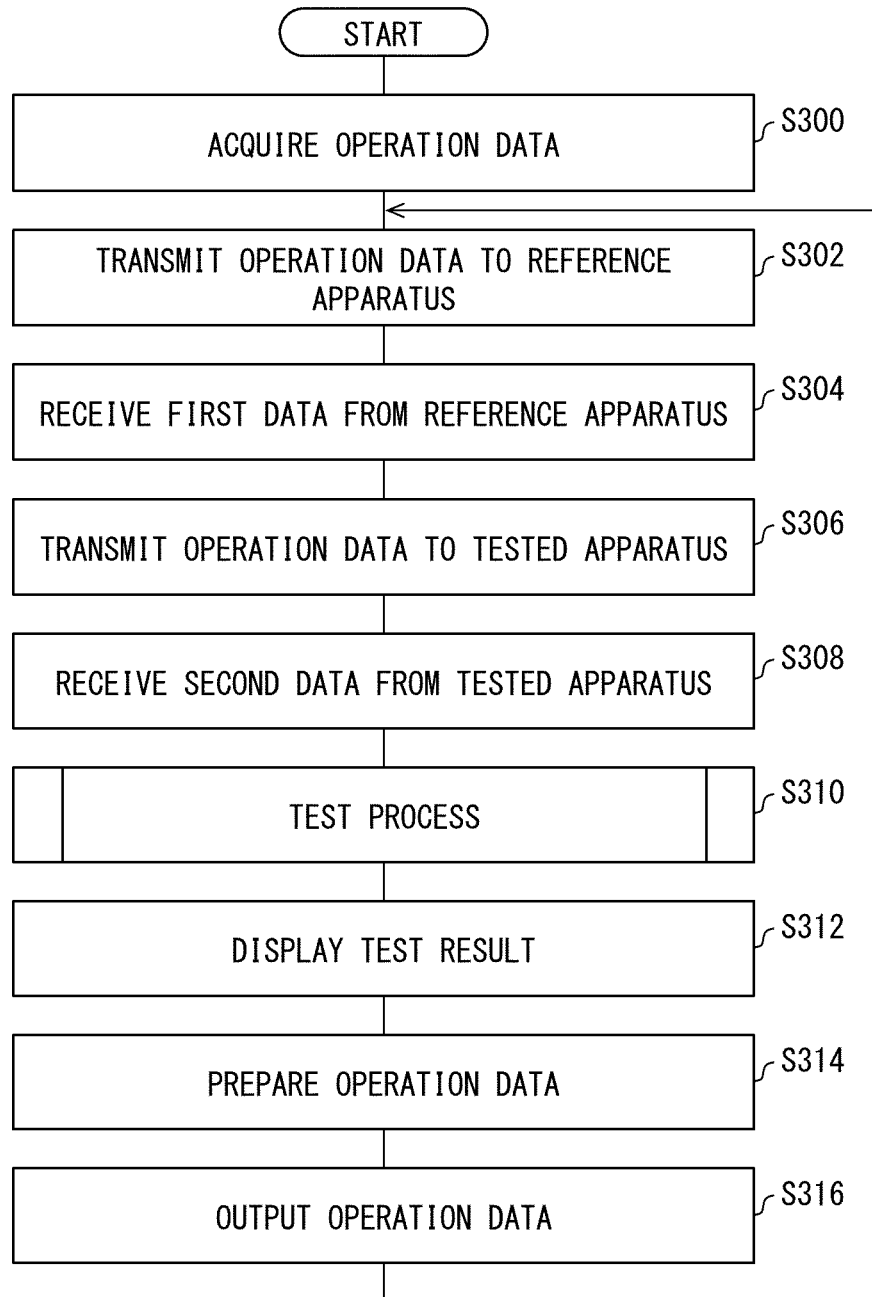 START
ACQUIRE OPERATION DATA
S300
TRANSMIT OPERATION DATA TO REFERENCE
APPARATUS
S302
RECEIVE FIRST DATA FROM REFERENCE APPARATUS
S304
TRANSMIT OPERATION DATA TO TESTED APPARATUS
S306
RECEIVE SECOND DATA FROM TESTED APPARATUS
S308
TEST PROCESS
S310
DISPLAY TEST RESULT
S312
PREPARE OPERATION DATA
S314
OUTPUT OPERATION DATA
S316